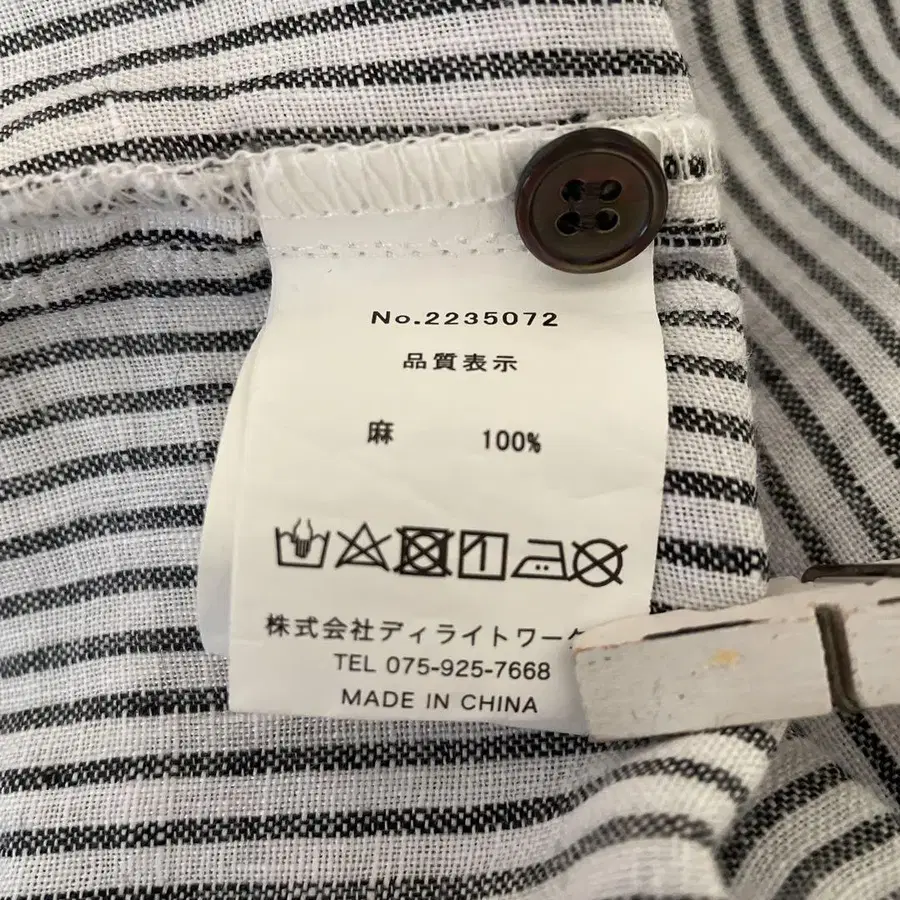 No.2235072
品質表示
麻 100%
株式会社ディライトワーク
TEL 075-925-7668
MADE IN CHINA